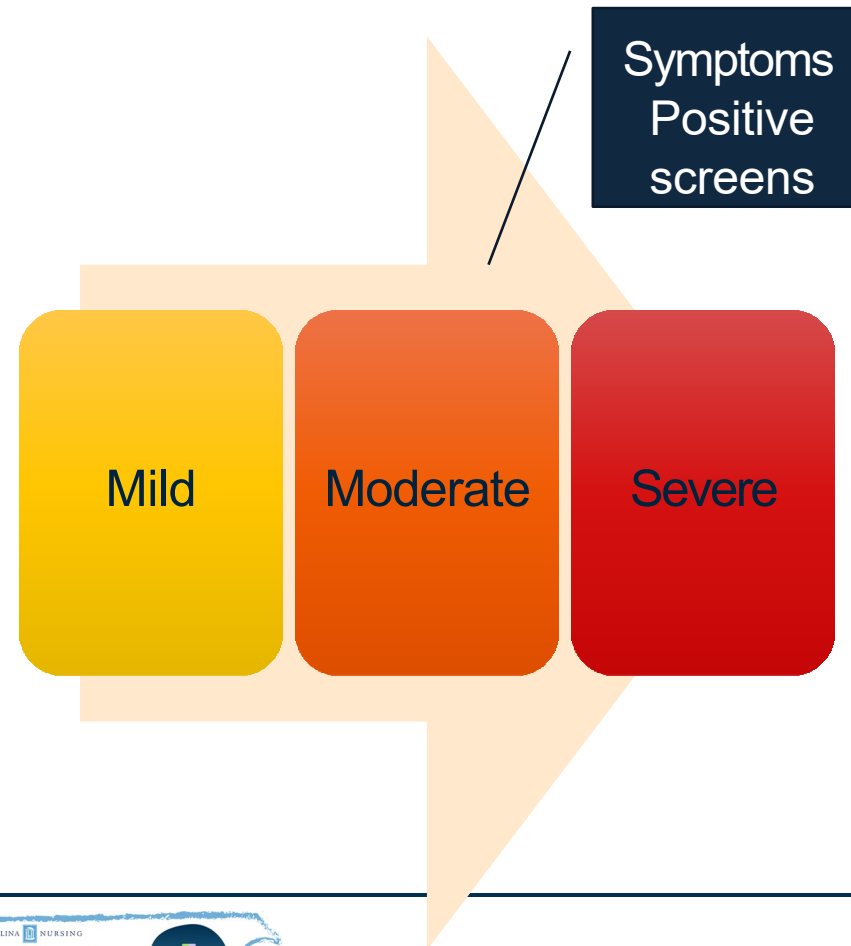 Symptoms
Positive
screens
Mild
Moderate
Severe
LINA NURSING